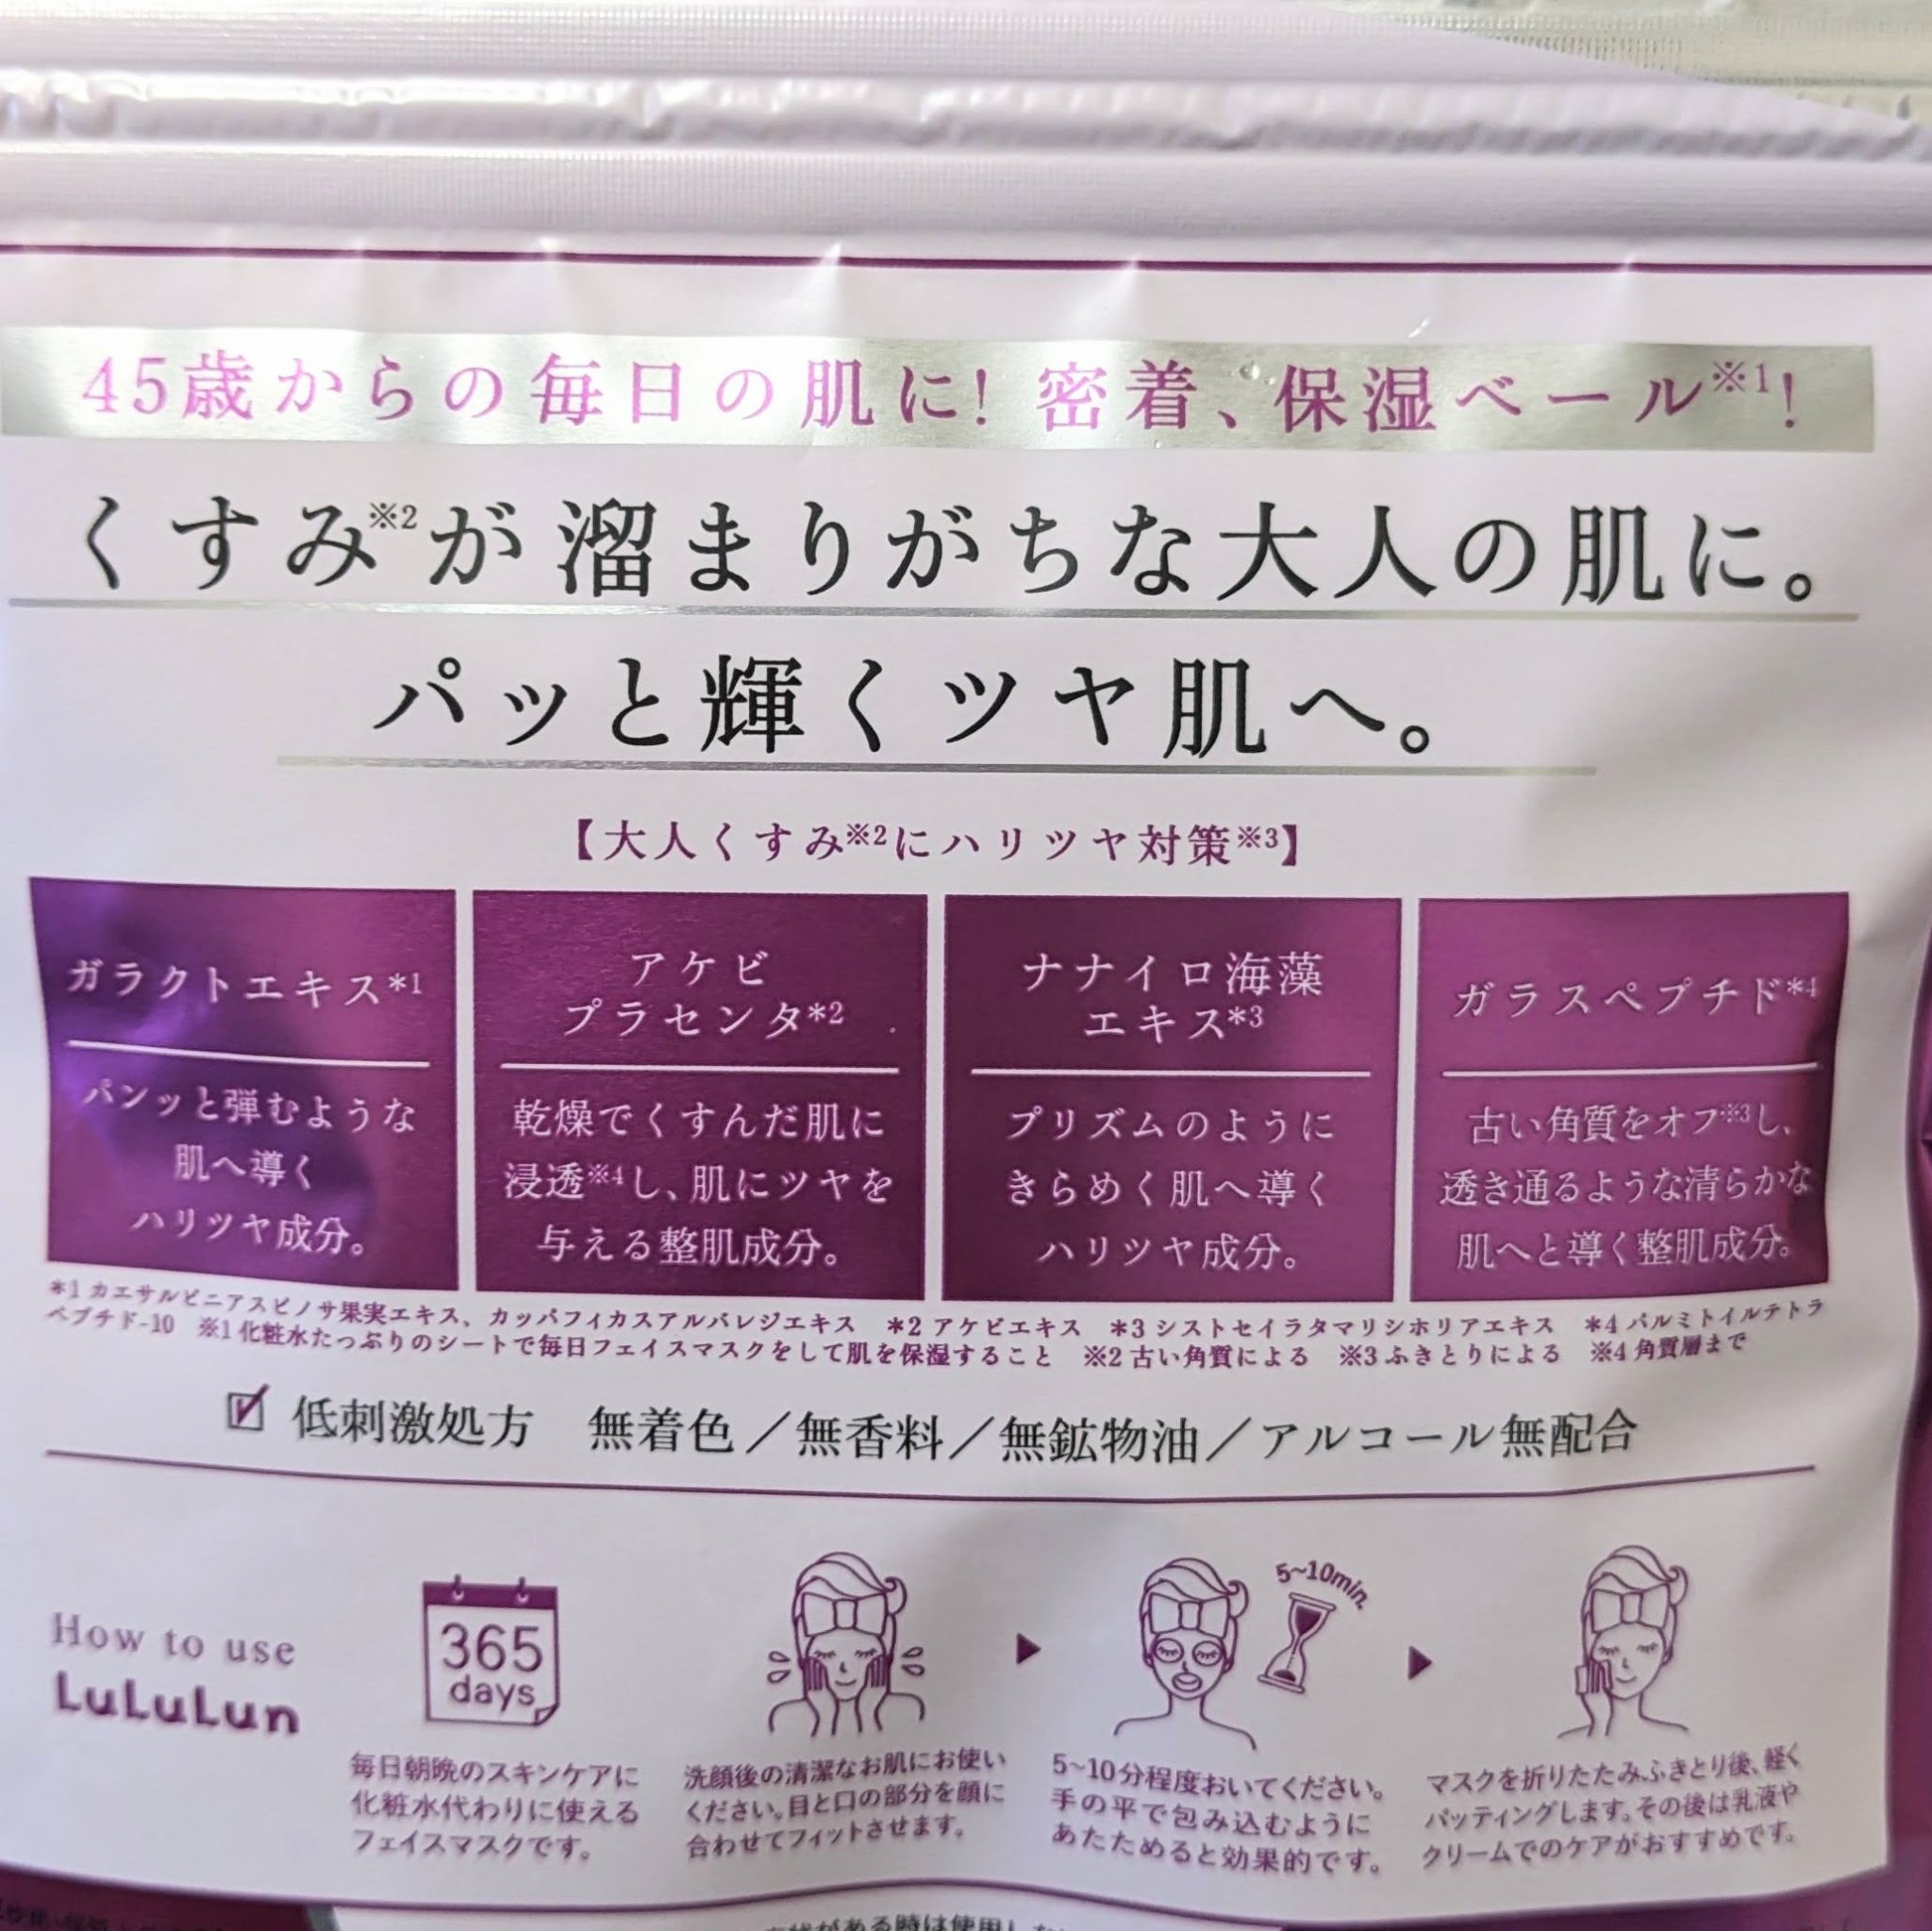 45歳からの毎日の肌に！密着、保湿ベール※1！
くすみ※2が溜まりがちな大人の肌に。
パッと輝くツヤ肌へ。
【大人くすみ※2にハリツヤ対策※3】
ガラクトエキス*1
パンッと弾むような
肌へ導く
ハリツヤ成分。
アケビ
プラセンタ*2
乾燥でくすんだ肌に
浸透※4し、肌にツヤを
与える整肌成分。
ナナイロ海藻
エキス*3
プリズムのように
きらめく肌へ導く
ハリツヤ成分。
ガラスペプチド*4
古い角質をオフ※3し、
透き通るような清らかな
肌へと導く整肌成分。
*1 カエサルピニアスピノサ果実エキス、カッパフィカスアルバレジエキス *2 アケビエキス *3 シストセイラタマリシホリアエキス *4 パルミトイルテトラ
ペプチド-10 ※1 化粧水たっぷりのシートで毎日フェイスマスクをして肌を保湿すること ※2 古い角質による ※3 ふきとりによる ※4 角質層まで
低刺激処方 無着色／無香料／無鉱物油／アルコール無配合
How to use
LuLuLun
365
days
毎日朝晩のスキンケアに
化粧水代わりに使える
フェイスマスクです。
洗顔後の清潔なお肌にお使い
ください。目と口の部分を顔に
合わせてフィットさせます。
5~10min.
5~10分程度おいてください。
手の平で包み込むように
あたためると効果的です。
マスクを折りたたみふきとり後、軽く
パッティングします。その後は乳液や
クリームでのケアがおすすめです。